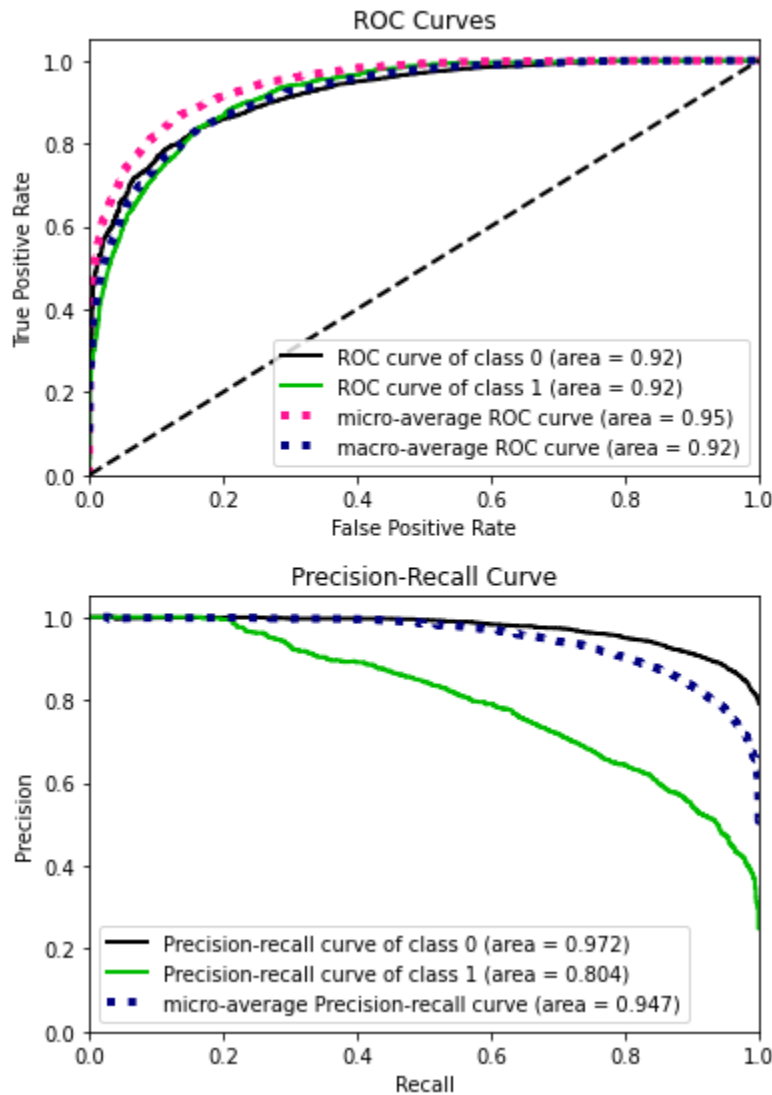 ROC Curves
1.0
0.8
0.6
0.4
0.2
0.0
True Positive Rate
ROC curve of class 0 (area = 0.92)
ROC curve of class 1 (area = 0.92)
micro-average ROC curve (area = 0.95)
macro-average ROC curve (area = 0.92)
0.0 0.2 0.4 0.6 0.8 1.0
False Positive Rate
Precision-Recall Curve
1.0
0.8
0.6
0.4
0.2
0.0
Precision
Precision-recall curve of class 0 (area = 0.972)
Precision-recall curve of class 1 (area = 0.804)
micro-average Precision-recall curve (area = 0.947)
0.0 0.2 0.4 0.6 0.8 1.0
Recall